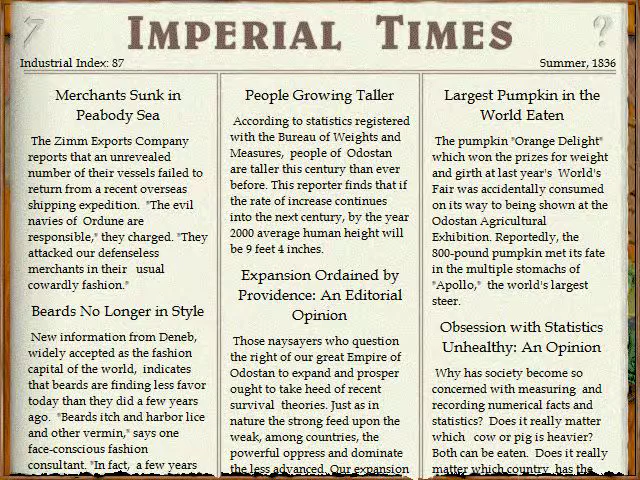 7
IMPERIAL TIMES
?
Industrial Index: 87
Summer, 1836
Merchants Sunk in
Peabody Sea
The Zimm Exports Company
reports that an unrevealed
number of their vessels failed to
return from a recent overseas
shipping expedition. "The evil
navies of Ordune are
responsible," they charged. "They
attacked our defenseless
merchants in their usual
cowardly fashion."
Beards No Longer in Style
New information from Deneb,
widely accepted as the fashion
capital of the world, indicates
that beards are finding less favor
today than they did a few years
ago. "Beards itch and harbor lice
and other vermin," says one
face-conscious fashion
consultant. "In fact, a few years
People Growing Taller
According to statistics registered
with the Bureau of Weights and
Measures, people of Odostan
are taller this century than ever
before. This reporter finds that if
the rate of increase continues
into the next century, by the year
2000 average human height will
be 9 feet 4 inches.
Expansion Ordained by
Providence: An Editorial
Opinion
Those naysayers who question
the right of our great Empire of
Odostan to expand and prosper
ought to take heed of recent
survival theories. Just as in
nature the strong feed upon the
weak, among countries, the
powerful oppress and dominate
the less advanced. Our expansion
Largest Pumpkin in the
World Eaten
The pumpkin "Orange Delight"
which won the prizes for weight
and girth at last year's World's
Fair was accidentally consumed
on its way to being shown at the
Odostan Agricultural
Exhibition. Reportedly, the
800-pound pumpkin met its fate
in the multiple stomachs of
"Apollo," the world's largest
steer.
Obsession with Statistics
Unhealthy: An Opinion
Why has society become so
concerned with measuring and
recording numerical facts and
statistics? Does it really matter
which cow or pig is heavier?
Both can be eaten. Does it really
matter which country has the